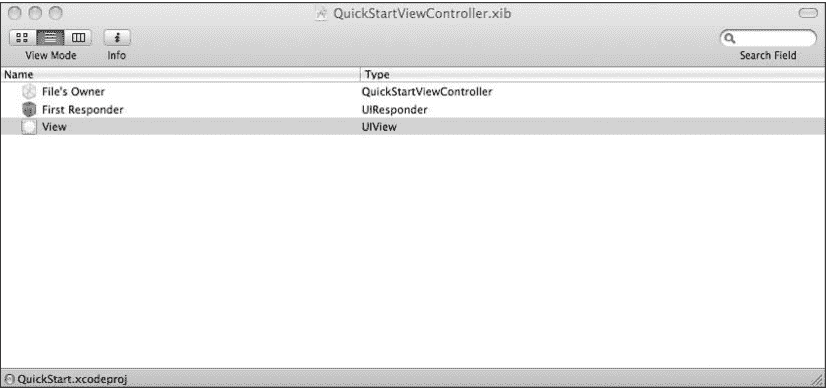 QuickStartViewController.xib
View Mode Info Search Field
Name Type
File's Owner QuickStartViewController
First Responder UIResponder
View UIView
QuickStart.xcodeproj